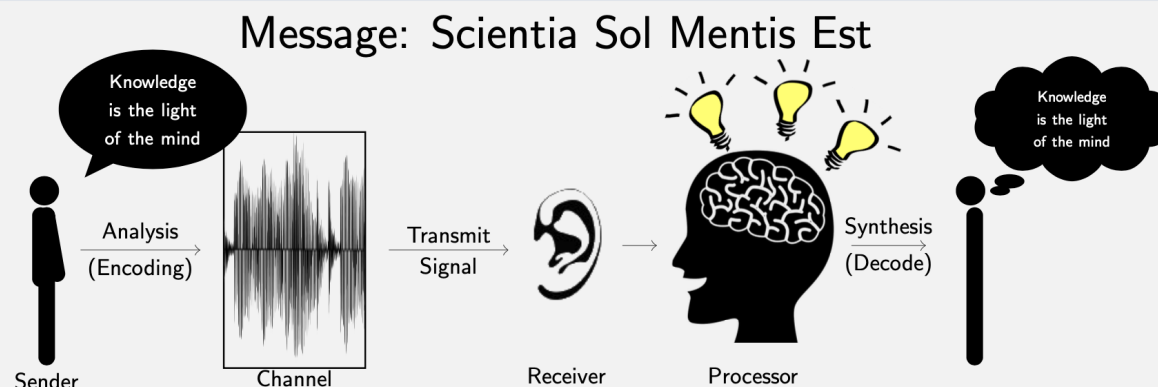 Message: Scientia Sol Mentis Est
Knowledge
is the light
of the mind
Knowledge
is the light
of the mind
Analysis
(Encoding)
Transmit
Signal
Synthesis
(Decode)
Sender
Channel
Receiver
Processor